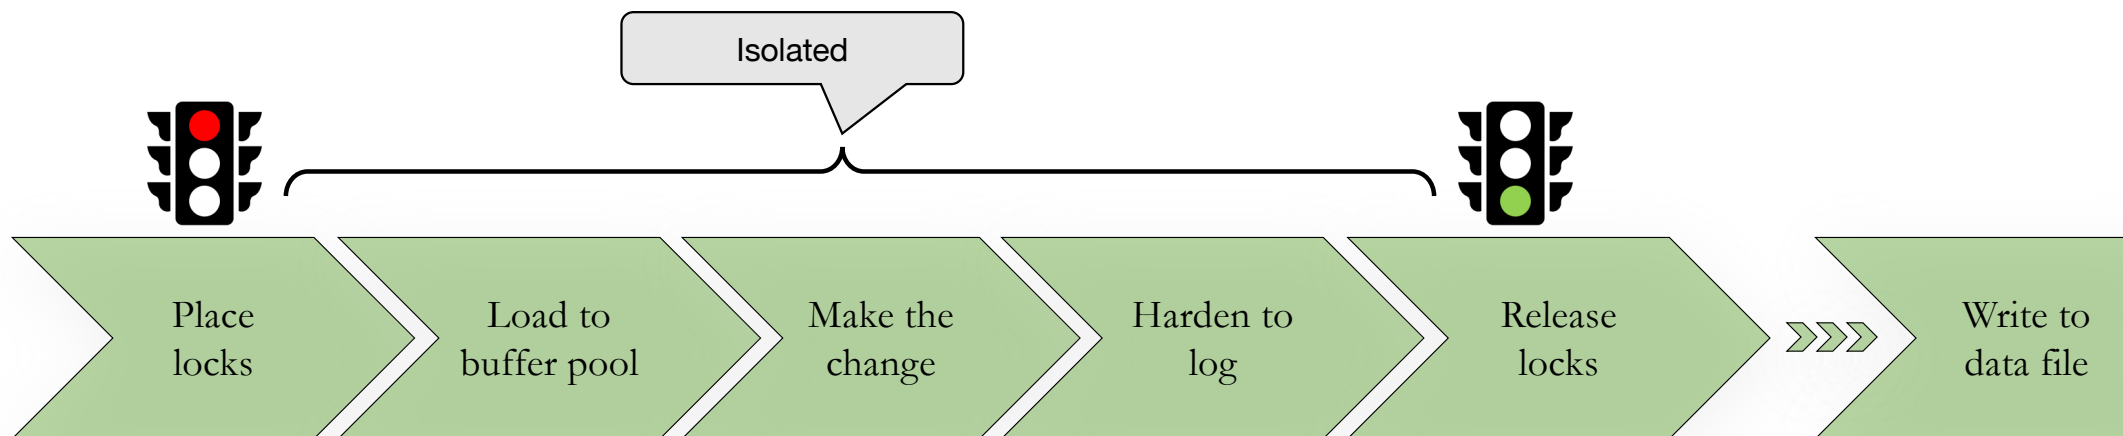 Isolated
Place
locks
Load to
buffer pool
Make the
change
Harden to
log
Release
locks
Write to
data file